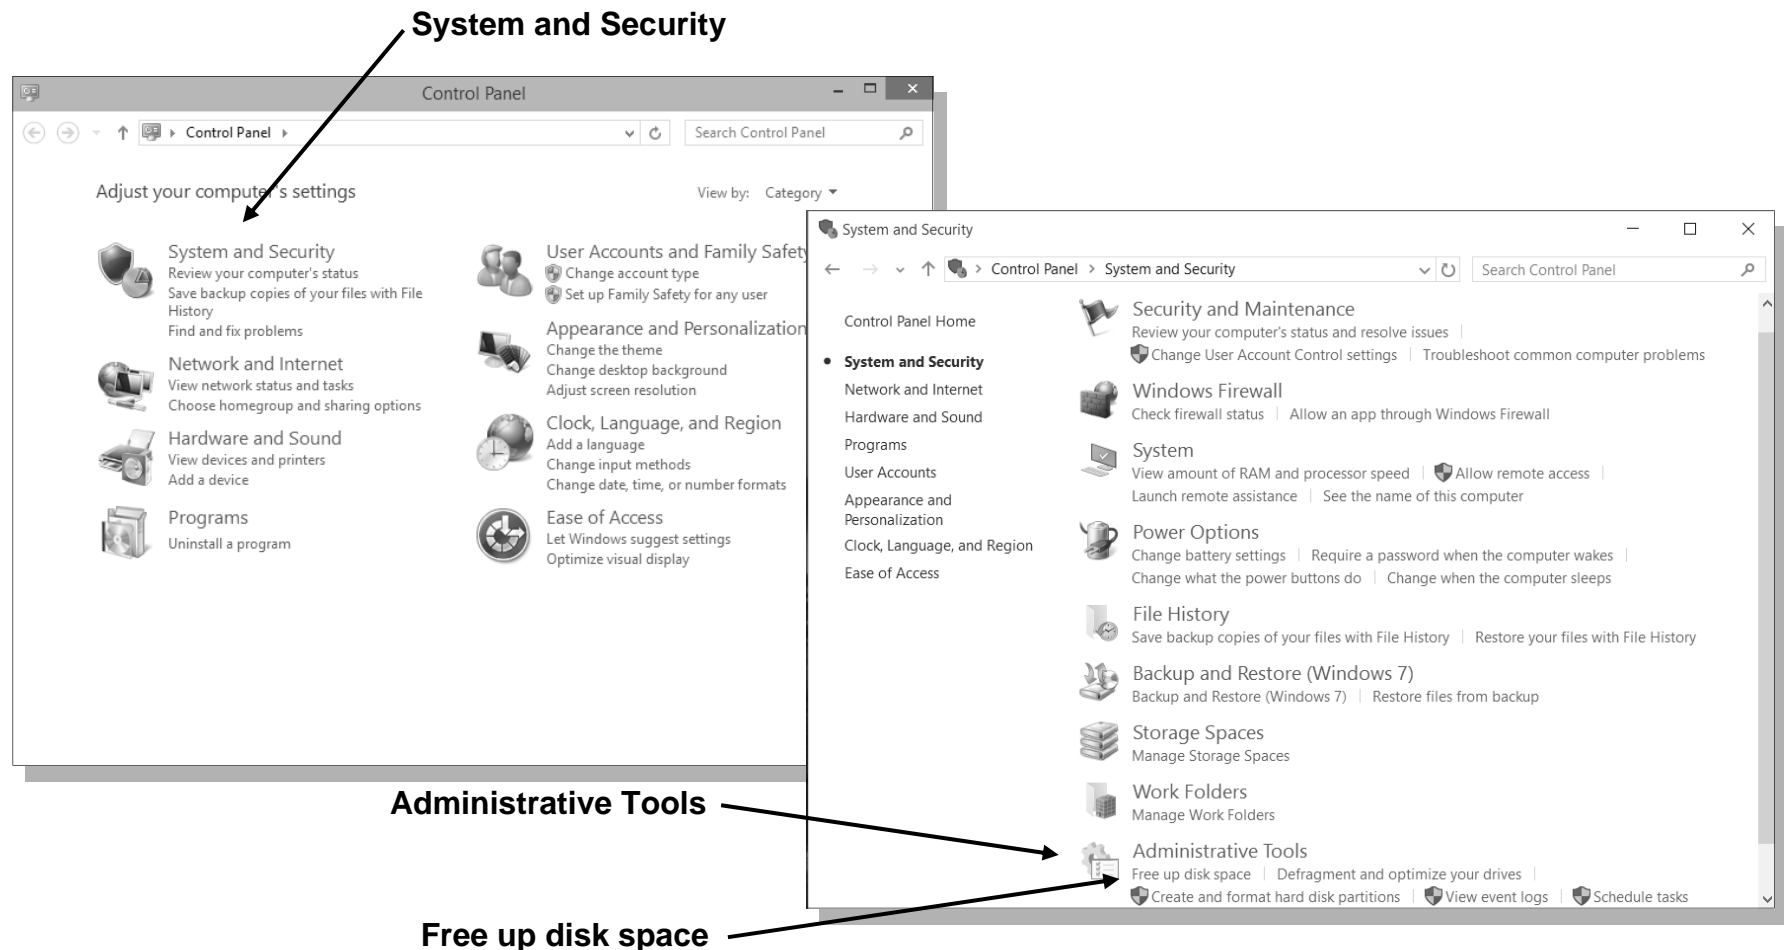 System and Security
Control Panel
Control Panel
Search Control Panel
Adjust your computer's settings
View by: Category
System and Security
Review your computer's status
Save backup copies of your files with File
History
Find and fix problems
Network and Internet
View network status and tasks
Choose homegroup and sharing options
Hardware and Sound
View devices and printers
Add a device
Programs
Uninstall a program
User Accounts and Family Safety
Change account type
Set up Family Safety for any user
Appearance and Personalization
Change the theme
Change desktop background
Adjust screen resolution
Clock, Language, and Region
Add a language
Change input methods
Change date, time, or number formats
Ease of Access
Let Windows suggest settings
Optimize visual display
System and Security
Control Panel > System and Security
Search Control Panel
Control Panel Home
System and Security
Network and Internet
Hardware and Sound
Programs
User Accounts
Appearance and
Personalization
Clock, Language, and Region
Ease of Access
Security and Maintenance
Review your computer's status and resolve issues
Change User Account Control settings | Troubleshoot common computer problems
Windows Firewall
Check firewall status | Allow an app through Windows Firewall
System
View amount of RAM and processor speed | Allow remote access
Launch remote assistance | See the name of this computer
Power Options
Change battery settings | Require a password when the computer wakes
Change what the power buttons do | Change when the computer sleeps
File History
Save backup copies of your files with File History | Restore your files with File History
Backup and Restore (Windows 7)
Backup and Restore (Windows 7) | Restore files from backup
Storage Spaces
Manage Storage Spaces
Work Folders
Manage Work Folders
Administrative Tools
Free up disk space | Defragment and optimize your drives
Create and format hard disk partitions | View event logs | Schedule tasks
Administrative Tools
Free up disk space